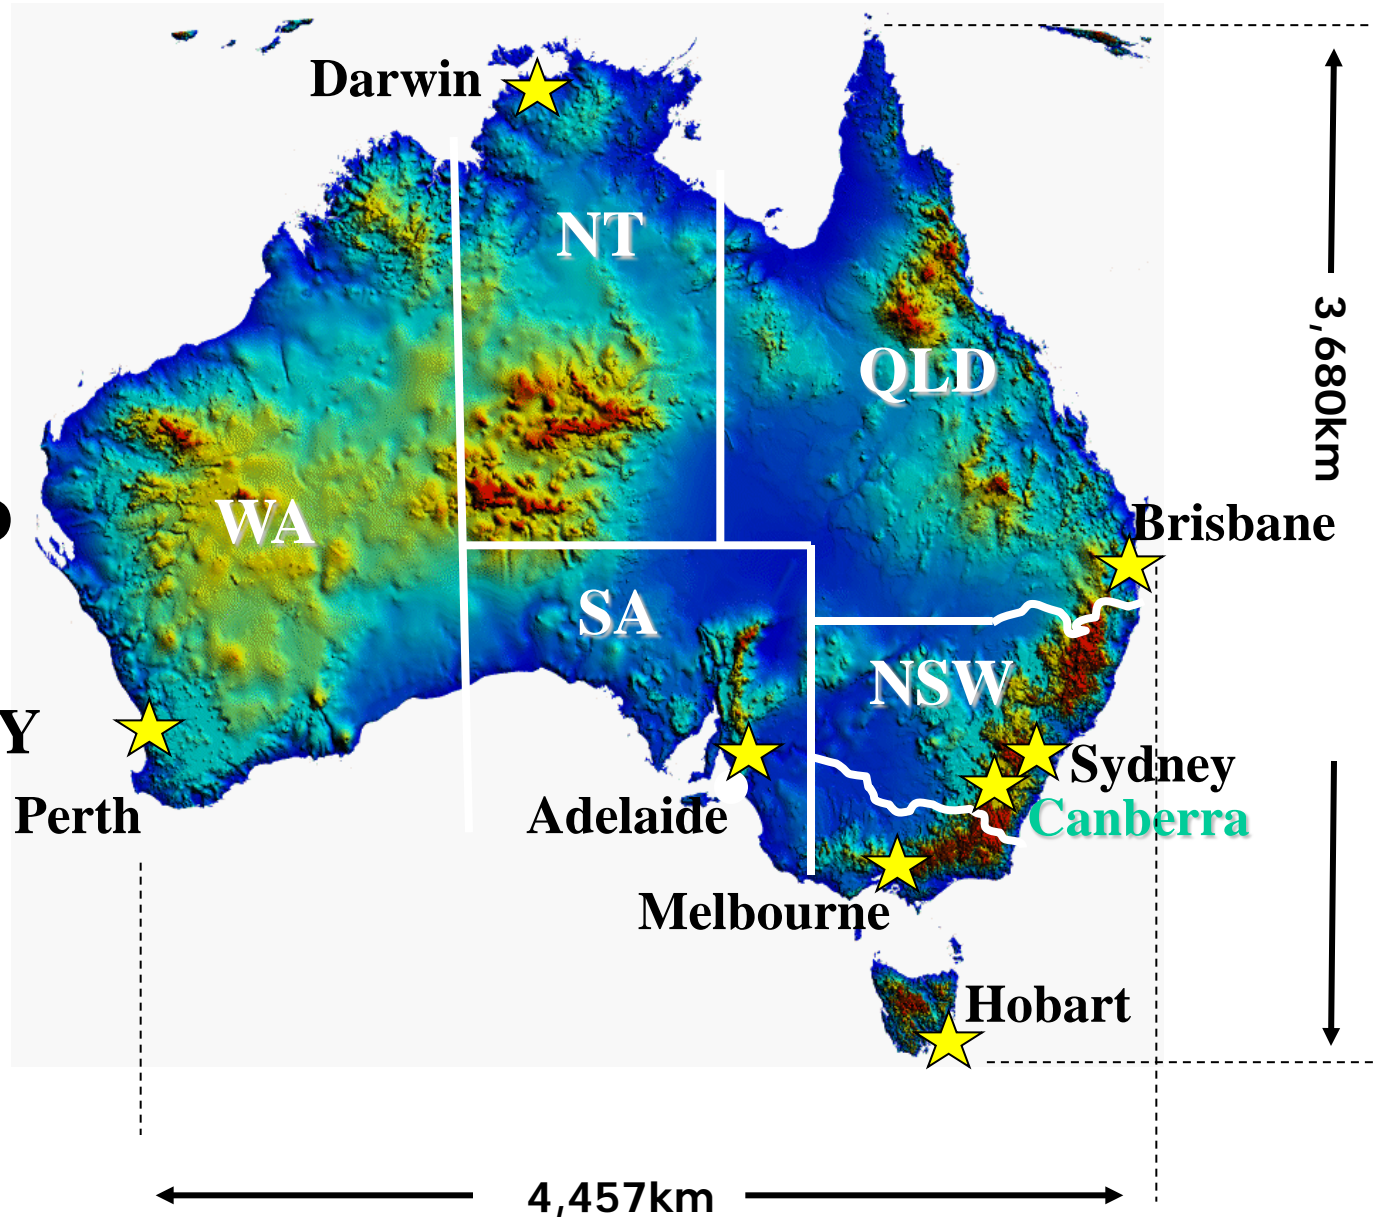 Darwin
NT
3,680km
QLD
WA
Brisbane
SA
NSW
Y
Sydney
Perth
Adelaide
Canberra
Melbourne
Hobart
4,457km